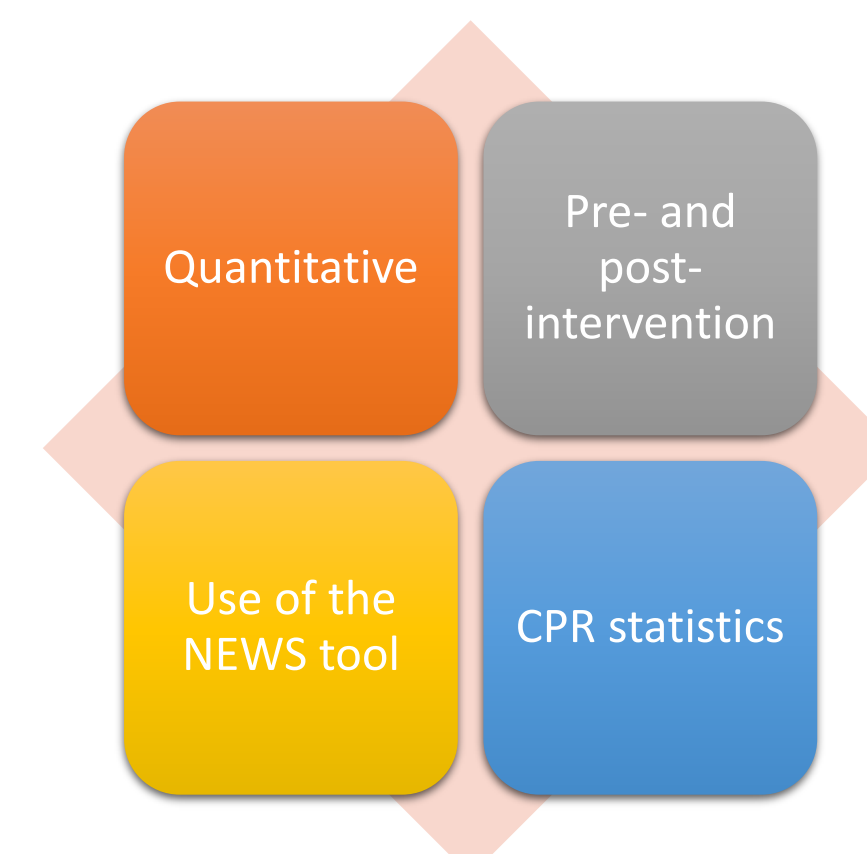 Quantitative
Pre- and
post-
intervention
Use of the
NEWS tool
CPR statistics